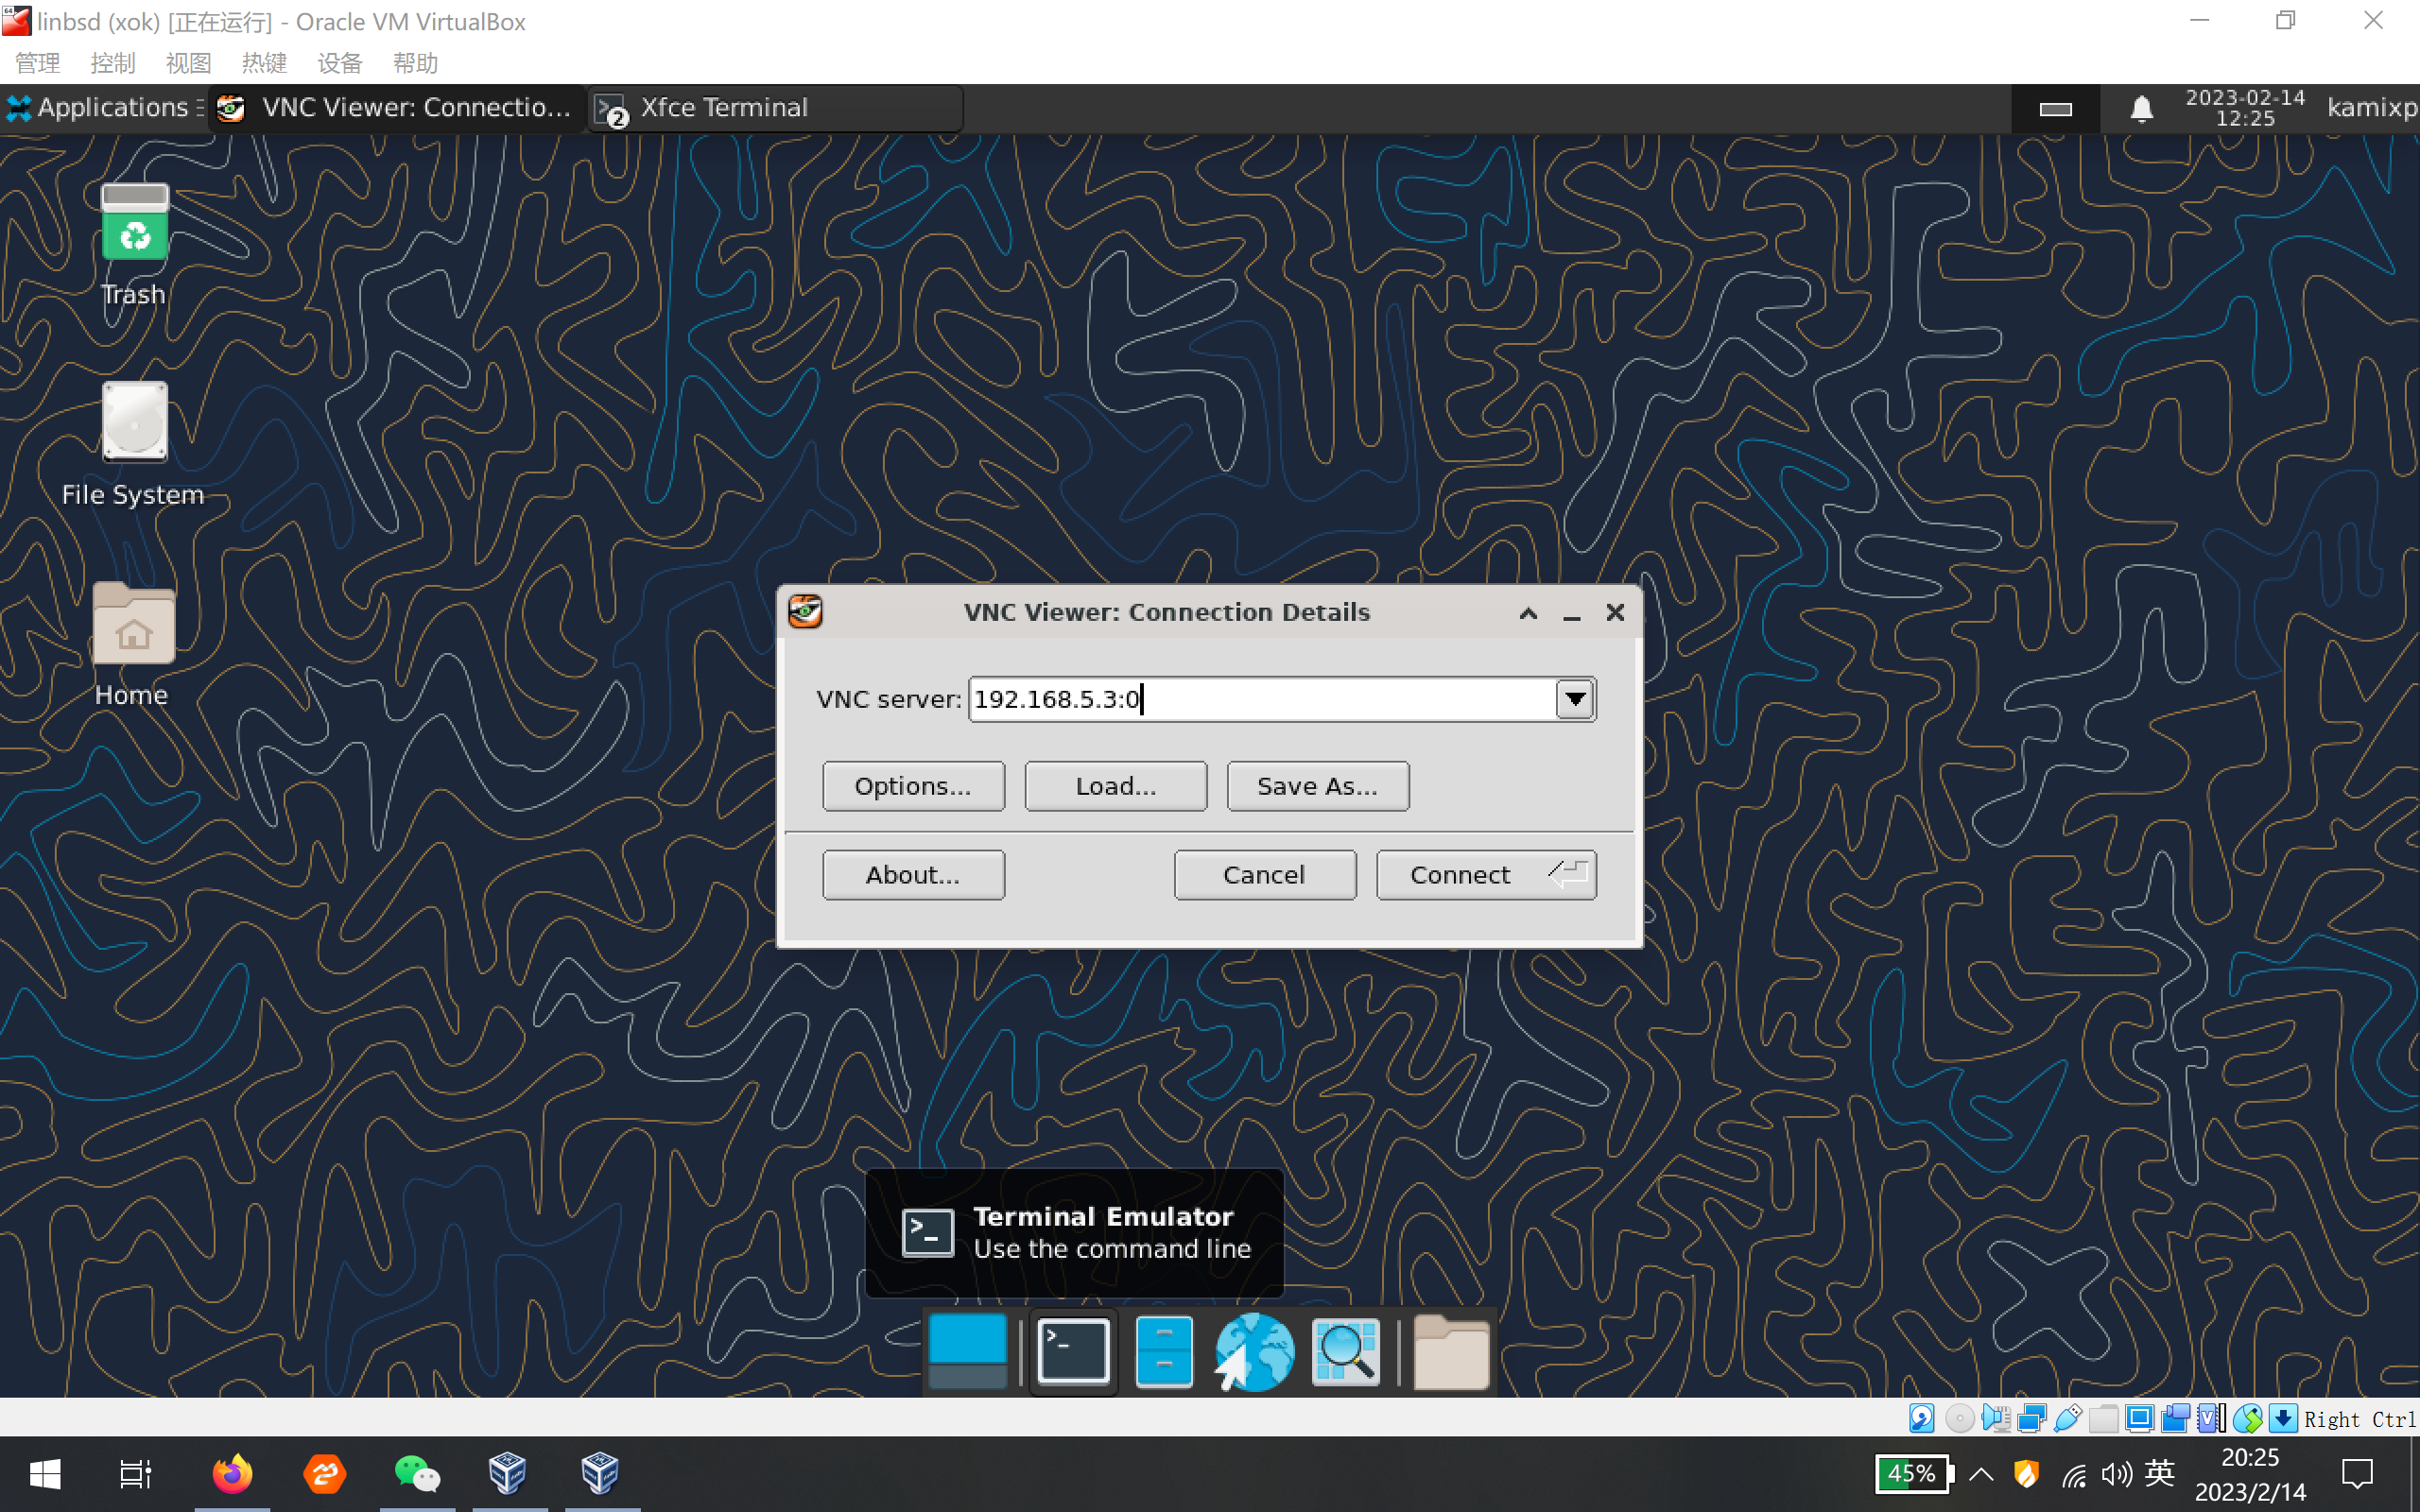 linbsd (xok) [正在运行] - Oracle VM VirtualBox
管理 控制 视图 热键 设备 帮助
Applications VNC Viewer: Connectio... 2 Xfce Terminal 2023-02-14 kamixp
12:25
Trash
File System
Home
VNC Viewer: Connection Details
VNC server: 192.168.5.3:0
Options... Load... Save As...
About... Cancel Connect
Terminal Emulator
Use the command line
Right Ctrl
45% 英 20:25
2023/2/14